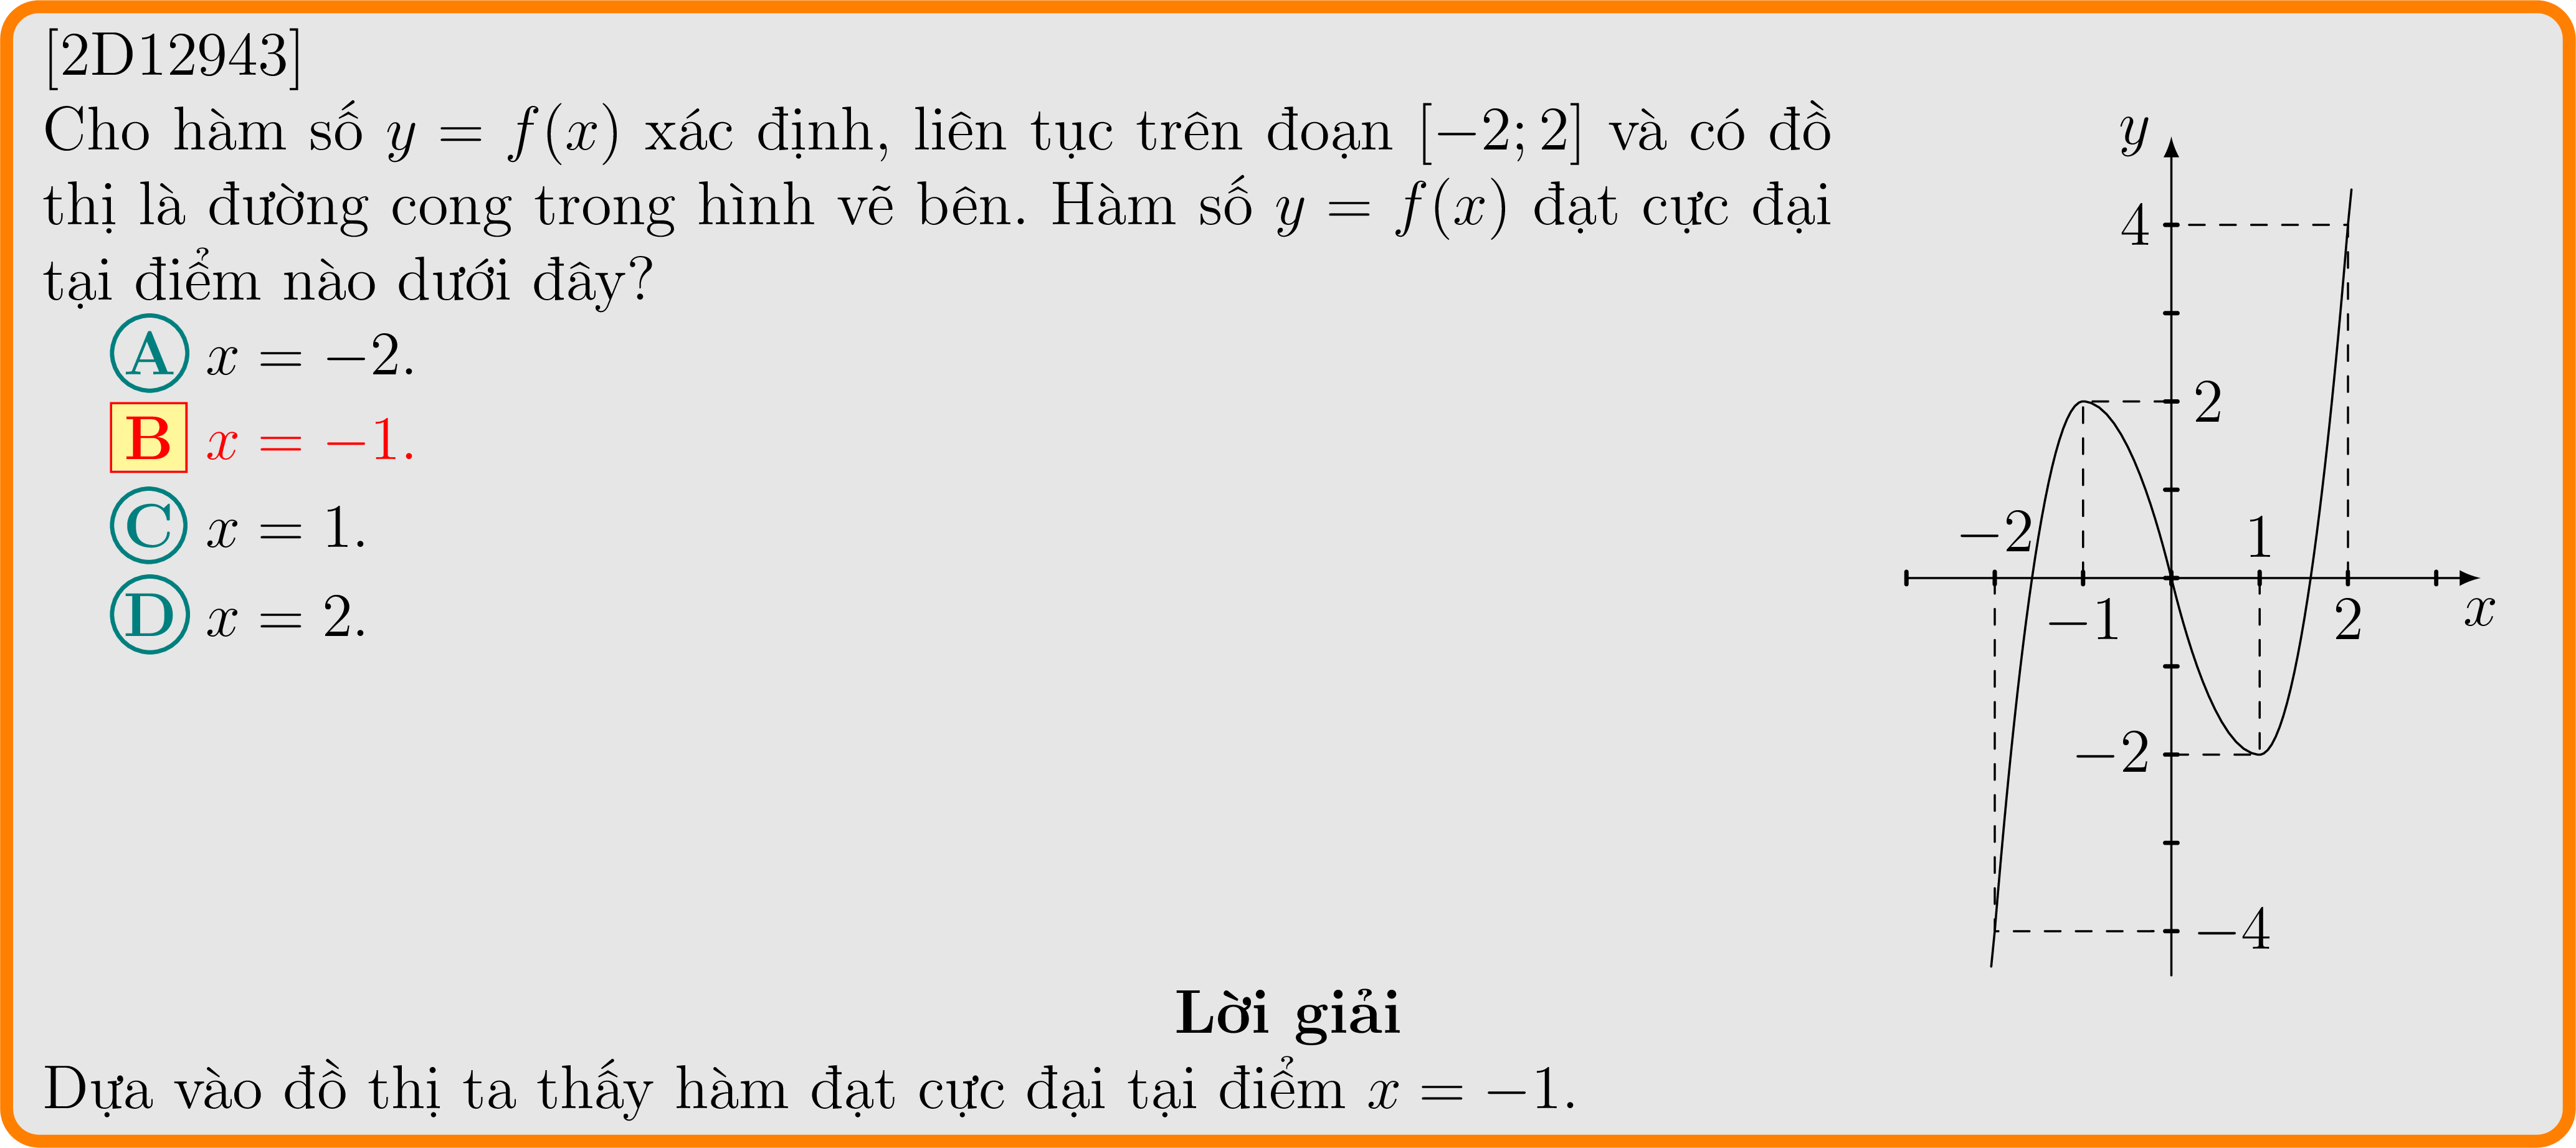 [2D12943]
Cho hàm số y = f(x) xác định, liên tục trên đoạn [−2; 2] và có đồ
thị là đường cong trong hình vẽ bên. Hàm số y = f(x) đạt cực đại
tại điểm nào dưới đây?
A x = −2.
B x = −1.
C x = 1.
D x = 2.
y
4
2
−2
1
−1
2
x
−2
−4
Lời giải
Dựa vào đồ thị ta thấy hàm đạt cực đại tại điểm x = −1.